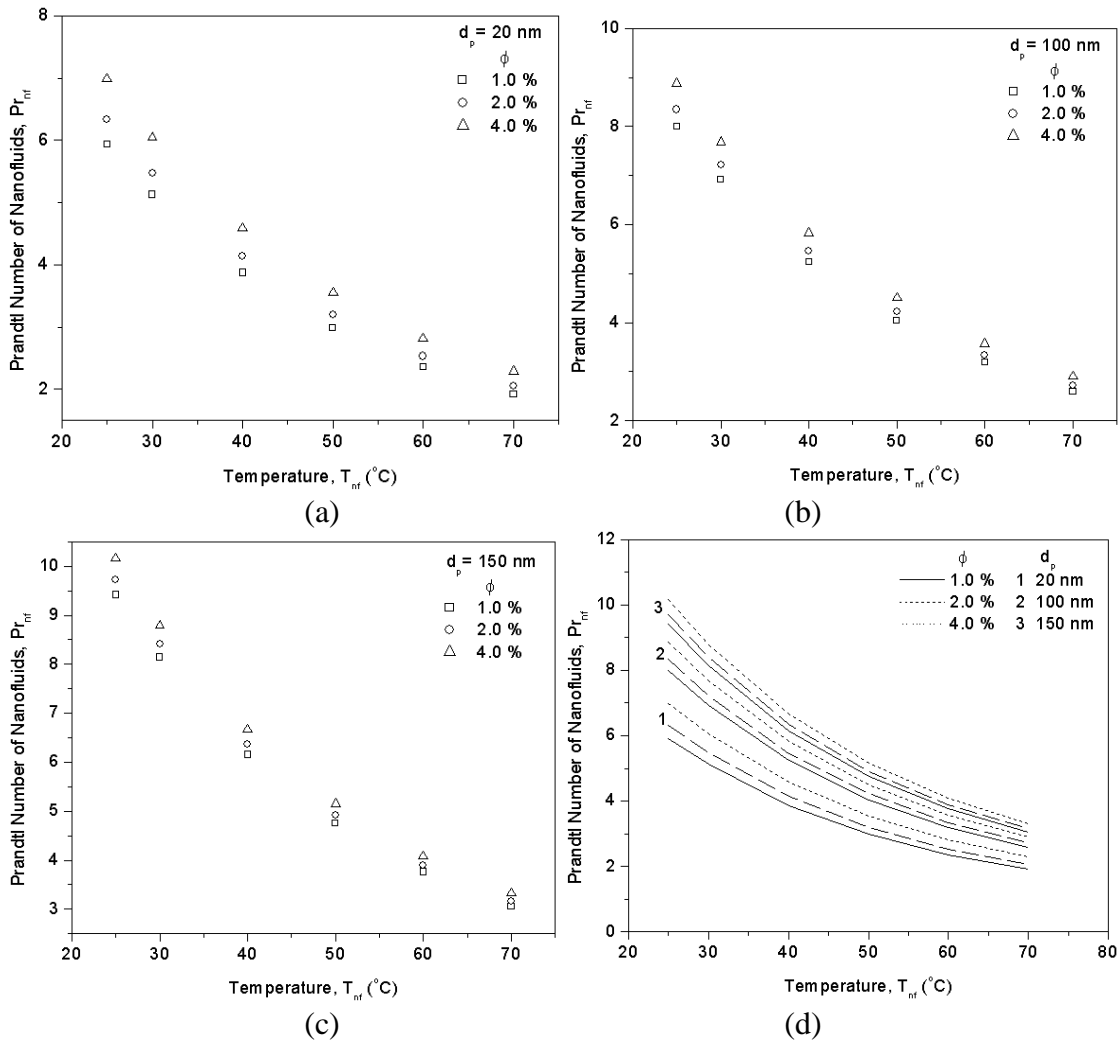 8
6
4
2
20
30
40
50
60
70
Prandtl Number of Nanofluids, Pr_nf
Temperature, T_nf (°C)
d_p = 20 nm
ϕ
1.0 %
2.0 %
4.0 %
(a)
10
8
6
4
2
20
30
40
50
60
70
Prandtl Number of Nanofluids, Pr_nf
Temperature, T_nf (°C)
d_p = 100 nm
ϕ
1.0 %
2.0 %
4.0 %
(b)
10
9
8
7
6
5
4
3
20
30
40
50
60
70
Prandtl Number of Nanofluids, Pr_nf
Temperature, T_nf (°C)
d_p = 150 nm
ϕ
1.0 %
2.0 %
4.0 %
(c)
12
10
8
6
4
2
0
20
30
40
50
60
70
80
Prandtl Number of Nanofluids, Pr_nf
Temperature, T_nf (°C)
ϕ d_p
1.0 % 1 20 nm
2.0 % 2 100 nm
4.0 % 3 150 nm
3
2
1
(d)